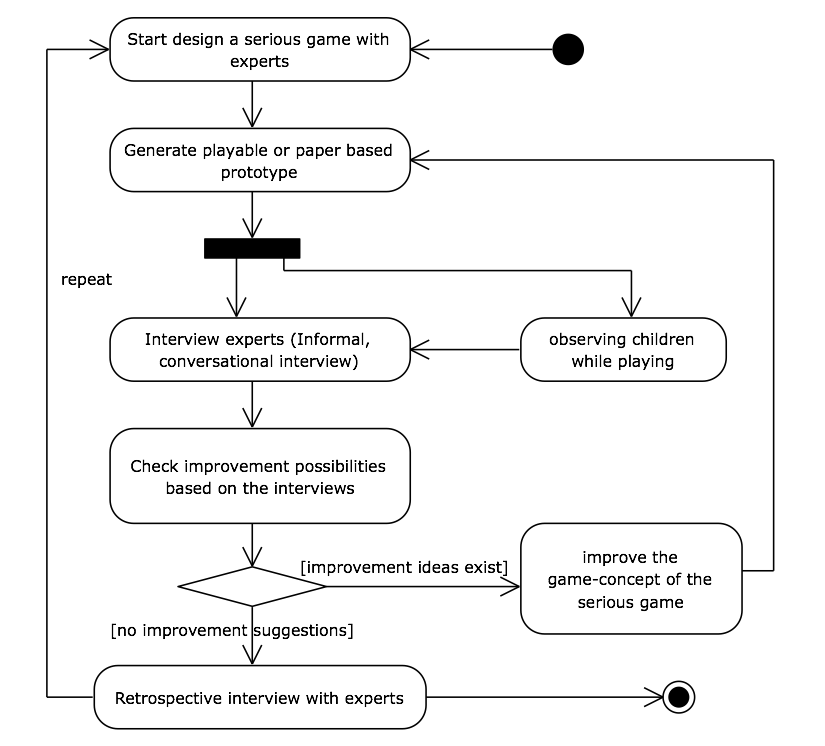 Start design a serious game with
experts
Generate playable or paper based
prototype
repeat
Interview experts (Informal,
conversational interview)
observing children
while playing
Check improvement possibilities
based on the interviews
[improvement ideas exist]
improve the
game-concept of the
serious game
[no improvement suggestions]
Retrospective interview with experts